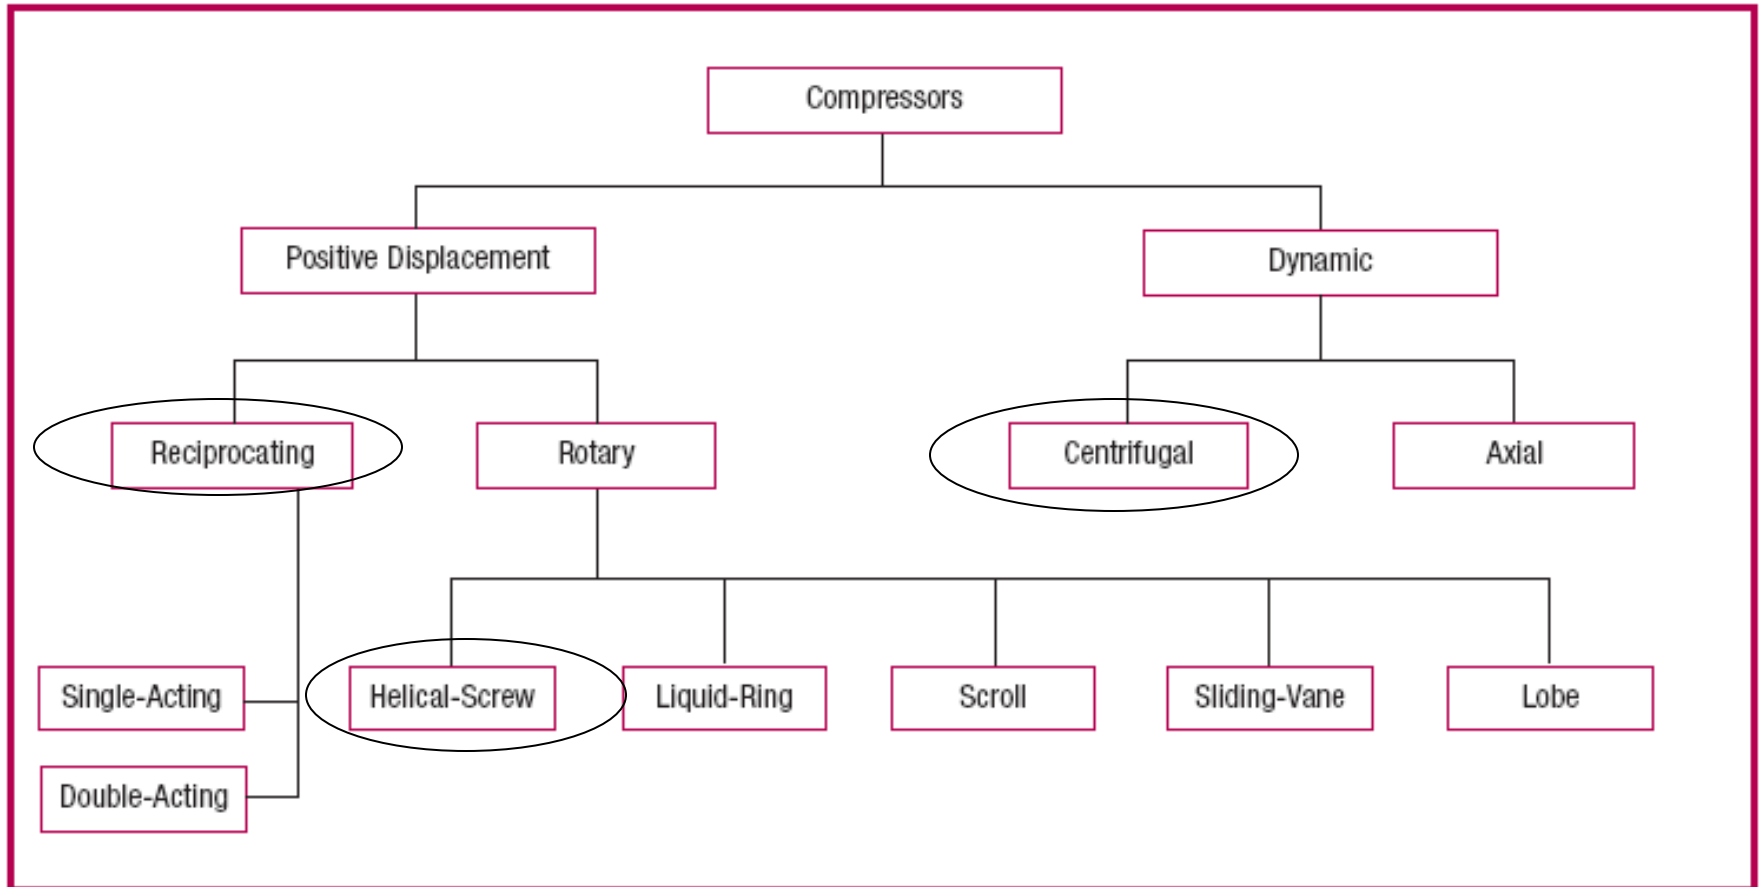 Compressors
Positive Displacement
Dynamic
Reciprocating
Rotary
Centrifugal
Axial
Single-Acting
Helical-Screw
Liquid-Ring
Scroll
Sliding-Vane
Lobe
Double-Acting